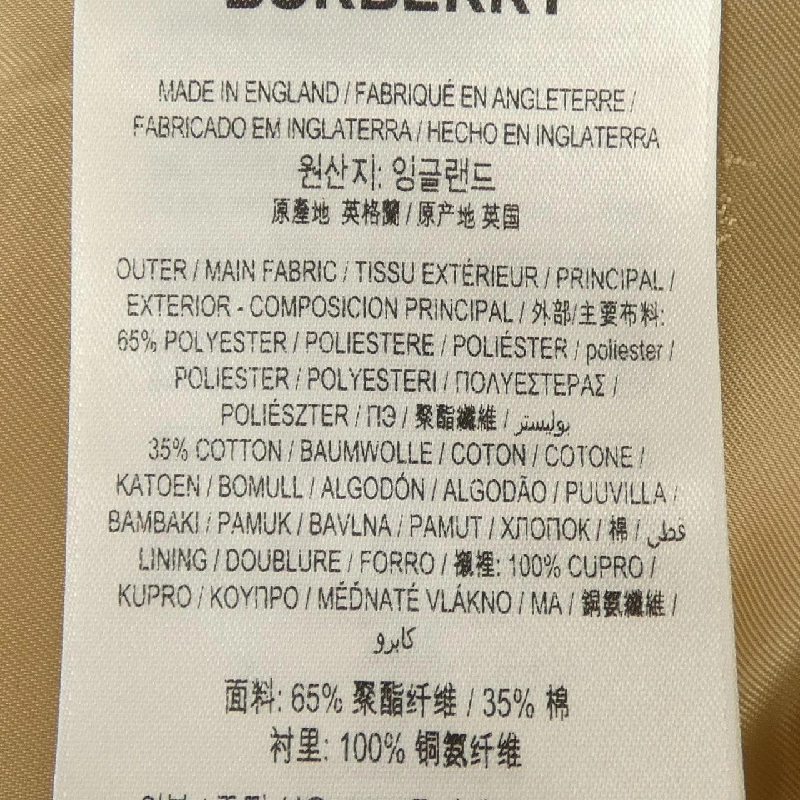 BURBERRY
MADE IN ENGLAND / FABRIQUÉ EN ANGLETERRE /
FABRICADO EM INGLATERRA / HECHO EN INGLATERRA
원산지: 잉글랜드
原產地 英格蘭 / 原产地 英国
OUTER / MAIN FABRIC / TISSU EXTÉRIEUR / PRINCIPAL /
EXTERIOR - COMPOSICION PRINCIPAL / 外部/主要布料:
65% POLYESTER / POLIESTERE / POLIÉSTER / poliester /
POLIESTER / POLYESTERI / ΠΟΛΥΕΣΤΕΡΑΣ /
POLIÉSZTER / ПЭ / 聚酯纖維 / بوليستر
35% COTTON / BAUMWOLLE / COTON / COTONE /
KATOEN / BOMULL / ALGODÓN / ALGODÃO / PUUVILLA /
BAMBAKI / PAMUK / BAVLNA / PAMUT / ХЛОПОК / 棉 / قطن
LINING / DOUBLURE / FORRO / 襯裡: 100% CUPRO /
KUPRO / ΚΟΥΠΡΟ / MÉĎNATÉ VLÁKNO / MA / 銅氨纖維 /
كابرو
面料: 65% 聚酯纤维 / 35% 棉
衬里: 100% 铜氨纤维